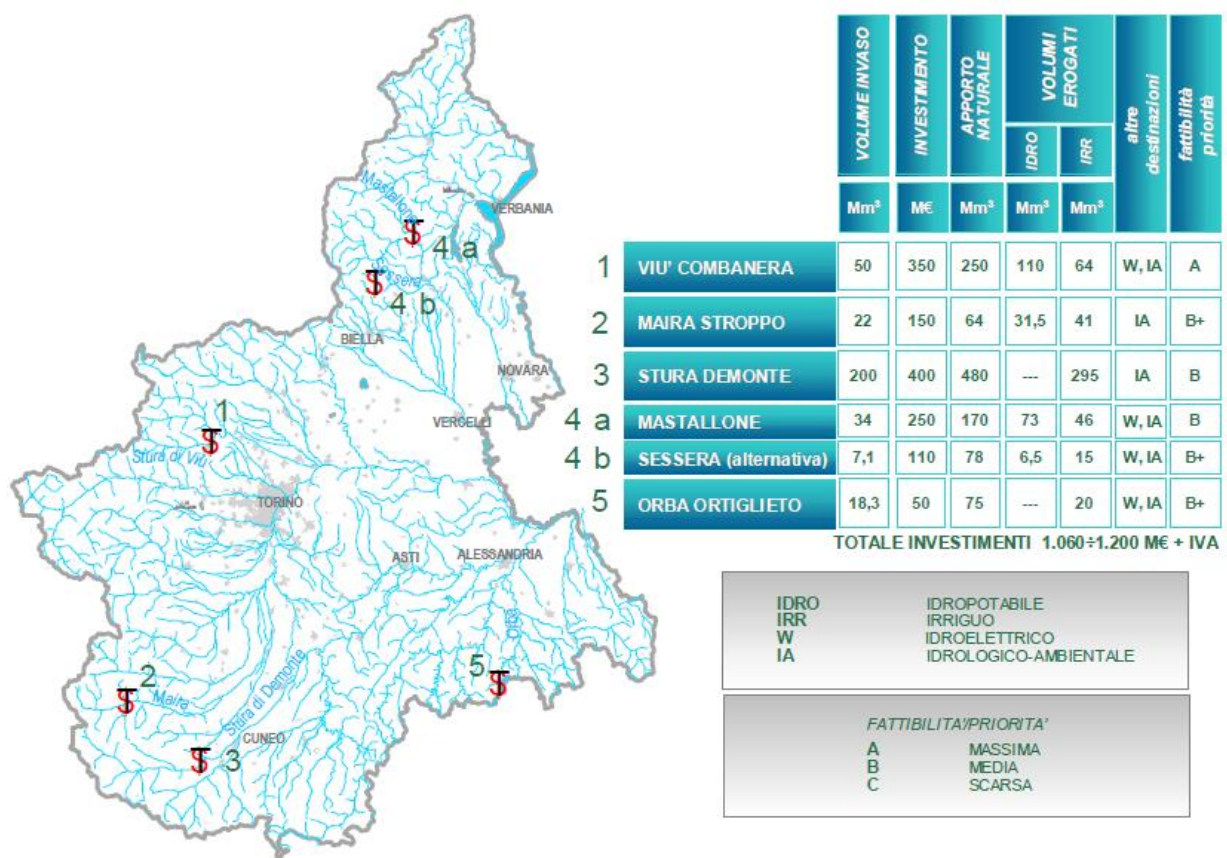 Mastallone
VERBANIA
4 a
Sessera
4 b
BIELLA
NOVARA
VERCELLI
1
Stura di Viu'
TORINO
ASTI
ALESSANDRIA
Orba
5
2
Maira
Stura di Demonte
CUNEO
3
VOLUME INVASO INVESTIMENTO APPORTO NATURALE VOLUMI EROGATI altre destinazioni fattibilità priorità
IDRO IRR
Mm³ M€ Mm³ Mm³ Mm³
1 VIU' COMBANERA 50 350 250 110 64 W, IA A
2 MAIRA STROPPO 22 150 64 31,5 41 IA B+
3 STURA DEMONTE 200 400 480 --- 295 IA B
4 a MASTALLONE 34 250 170 73 46 W, IA B
4 b SESSERA (alternativa) 7,1 110 78 6,5 15 W, IA B+
5 ORBA ORTIGLIETO 18,3 50 75 --- 20 W, IA B+
TOTALE INVESTIMENTI 1.060÷1.200 M€ + IVA
IDRO IDROPOTABILE
IRR IRRIGUO
W IDROELETTRICO
IA IDROLOGICO-AMBIENTALE
FATTIBILITA'/PRIORITA'
A MASSIMA
B MEDIA
C SCARSA